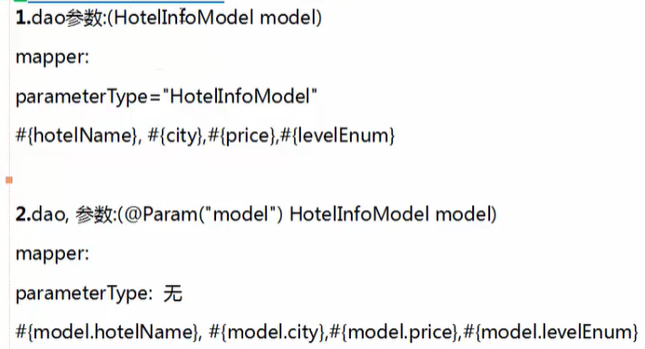 1.dao参数:(HotelInfoModel model)
mapper:
parameterType="HotelInfoModel"
#{hotelName}, #{city},#{price},#{levelEnum}
2.dao, 参数:(@Param("model") HotelInfoModel model)
mapper:
parameterType: 无
#{model.hotelName}, #{model.city},#{model.price},#{model.levelEnum}